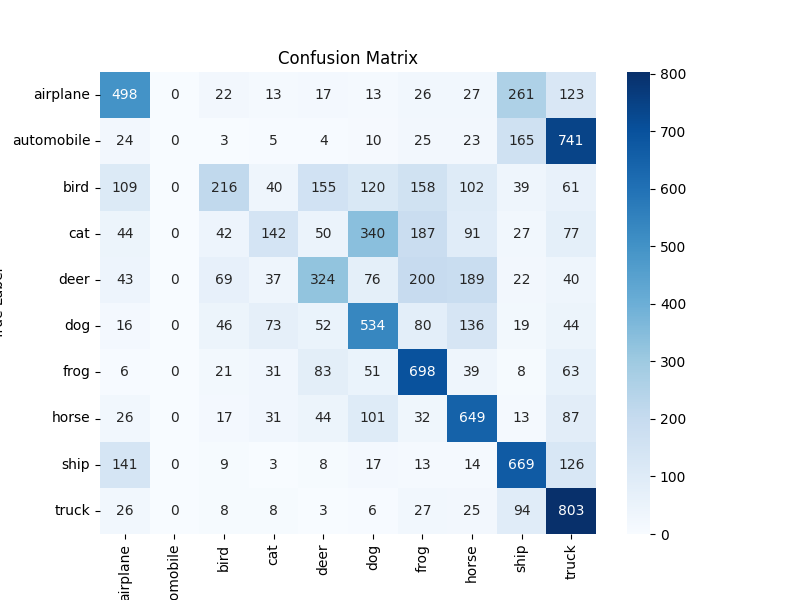 Confusion Matrix
airplane 498 0 22 13 17 13 26 27 261 123
automobile 24 0 3 5 4 10 25 23 165 741
bird 109 0 216 40 155 120 158 102 39 61
cat 44 0 42 142 50 340 187 91 27 77
deer 43 0 69 37 324 76 200 189 22 40
dog 16 0 46 73 52 534 80 136 19 44
frog 6 0 21 31 83 51 698 39 8 63
horse 26 0 17 31 44 101 32 649 13 87
ship 141 0 9 3 8 17 13 14 669 126
truck 26 0 8 8 3 6 27 25 94 803
airplane omobile bird cat deer dog frog horse ship truck
800
700
600
500
400
300
200
100
0